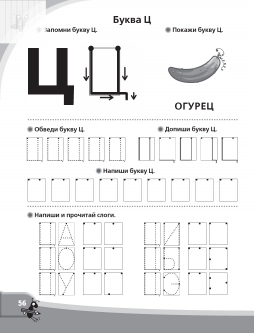 Буква Ц
Запомни букву Ц.
Покажи букву Ц.
Ц
ОГУРЕЦ
Обведи букву Ц.
Допиши букву Ц.
Напиши букву Ц.
Напиши и прочитай слоги.
56